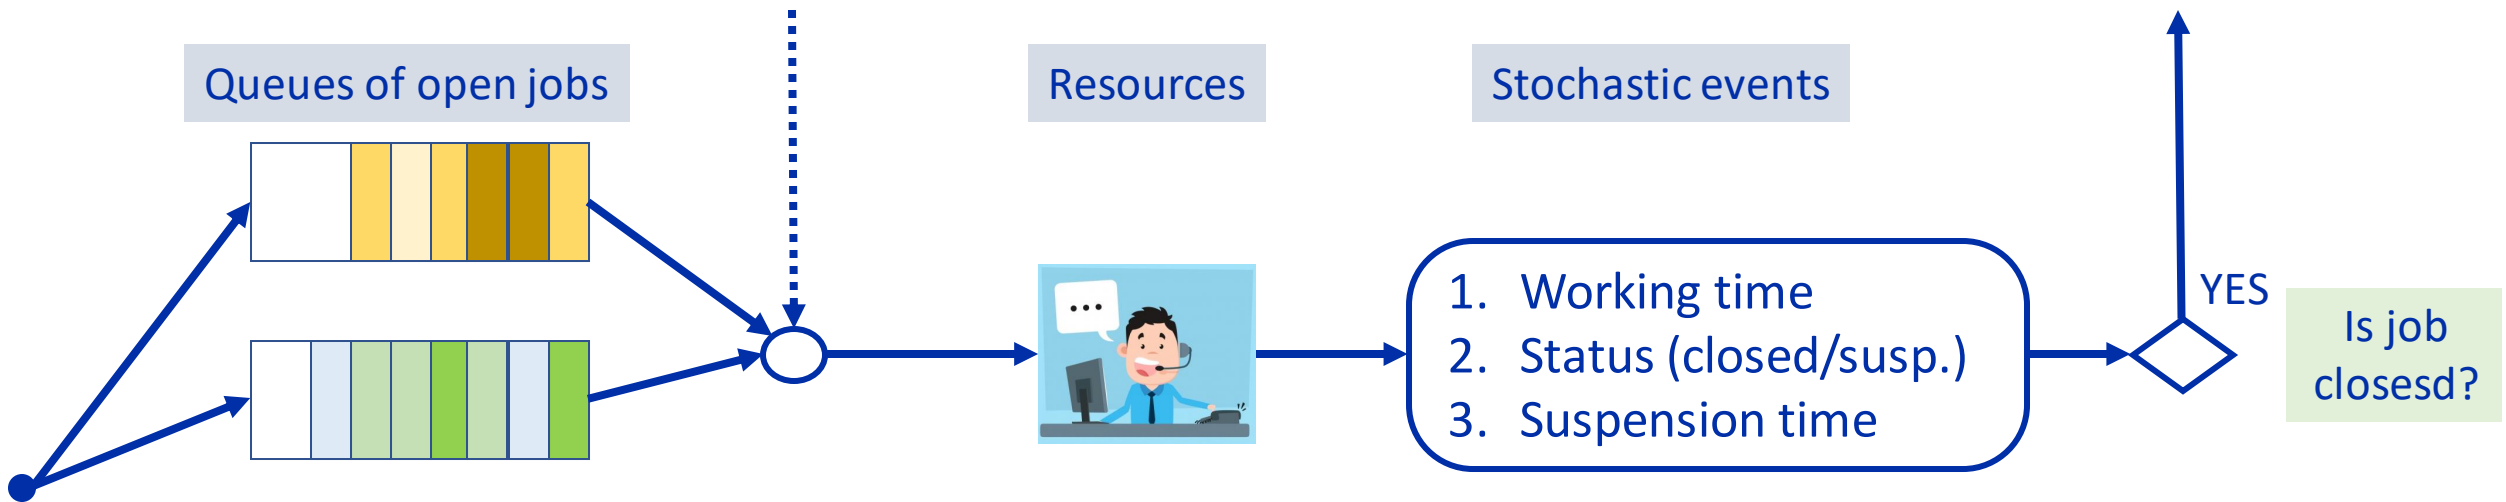 Queues of open jobs
Resources
Stochastic events
1. Working time
2. Status (closed/susp.)
3. Suspension time
YES
Is job
closesd?